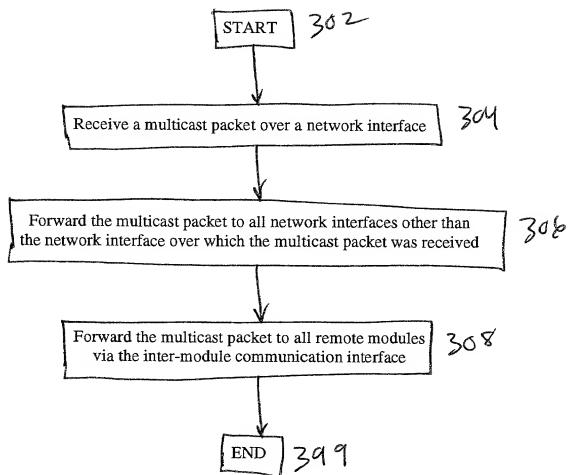 START 302
Receive a multicast packet over a network interface 304
Forward the multicast packet to all network interfaces other than
the network interface over which the multicast packet was received 306
Forward the multicast packet to all remote modules
via the inter-module communication interface 308
END 399